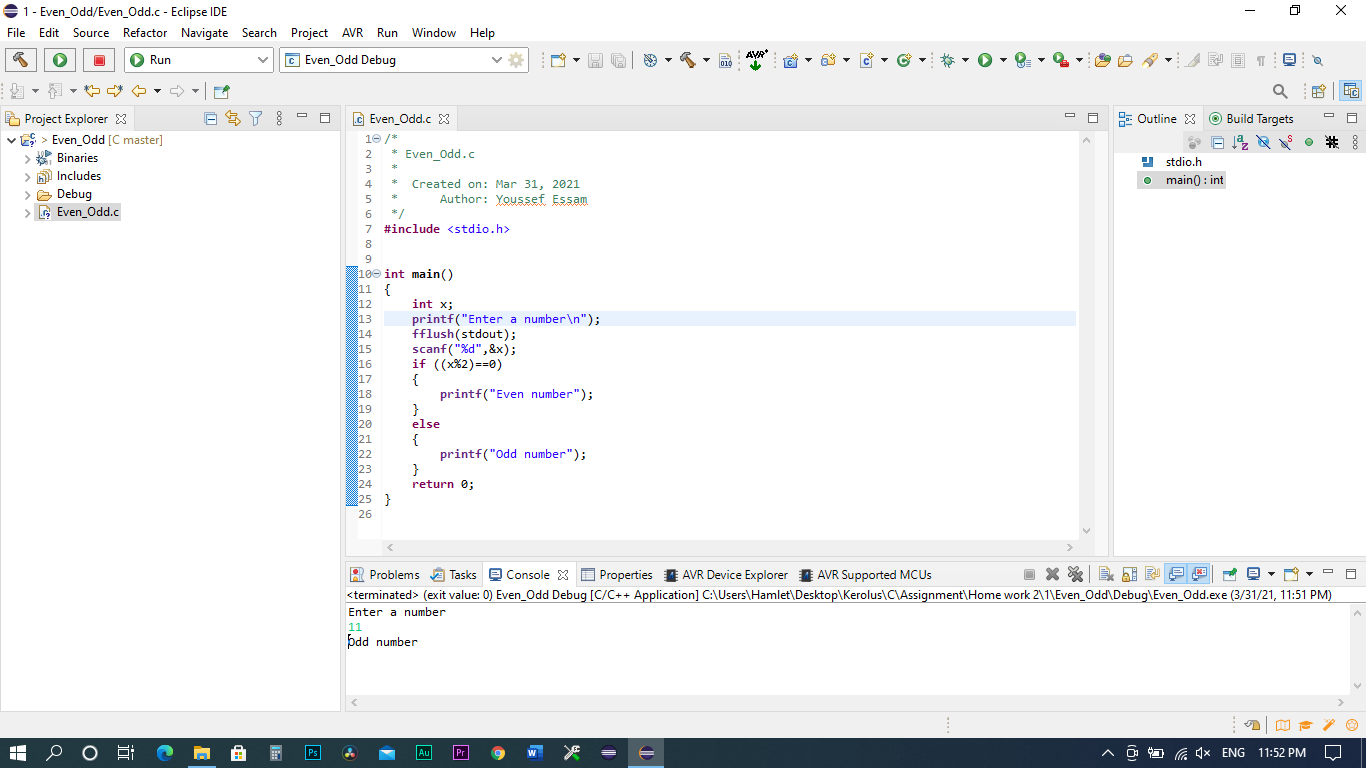 1 - Even_Odd/Even_Odd.c - Eclipse IDE
File Edit Source Refactor Navigate Search Project AVR Run Window Help
Run Even_Odd Debug 010 AVR
Project Explorer
Even_Odd.c
Outline Build Targets
> Even_Odd [C master]
Binaries
Includes
Debug
Even_Odd.c
1 /*
2 * Even_Odd.c
3 *
4 * Created on: Mar 31, 2021
5 * Author: Youssef Essam
6 */
7 #include <stdio.h>
8
9
10 int main()
11 {
12 int x;
13 printf("Enter a number\n");
14 fflush(stdout);
15 scanf("%d",&x);
16 if ((x%2)==0)
17 {
18 printf("Even number");
19 }
20 else
21 {
22 printf("Odd number");
23 }
24 return 0;
25 }
26
stdio.h
main() : int
Problems Tasks Console Properties AVR Device Explorer AVR Supported MCUs
<terminated> (exit value: 0) Even_Odd Debug [C/C++ Application] C:\Users\Hamlet\Desktop\Kerolus\C\Assignment\Home work 2\1\Even_Odd\Debug\Even_Odd.exe (3/31/21, 11:51 PM)
Enter a number
11
Odd number
Ps Au Pr W ENG 11:52 PM